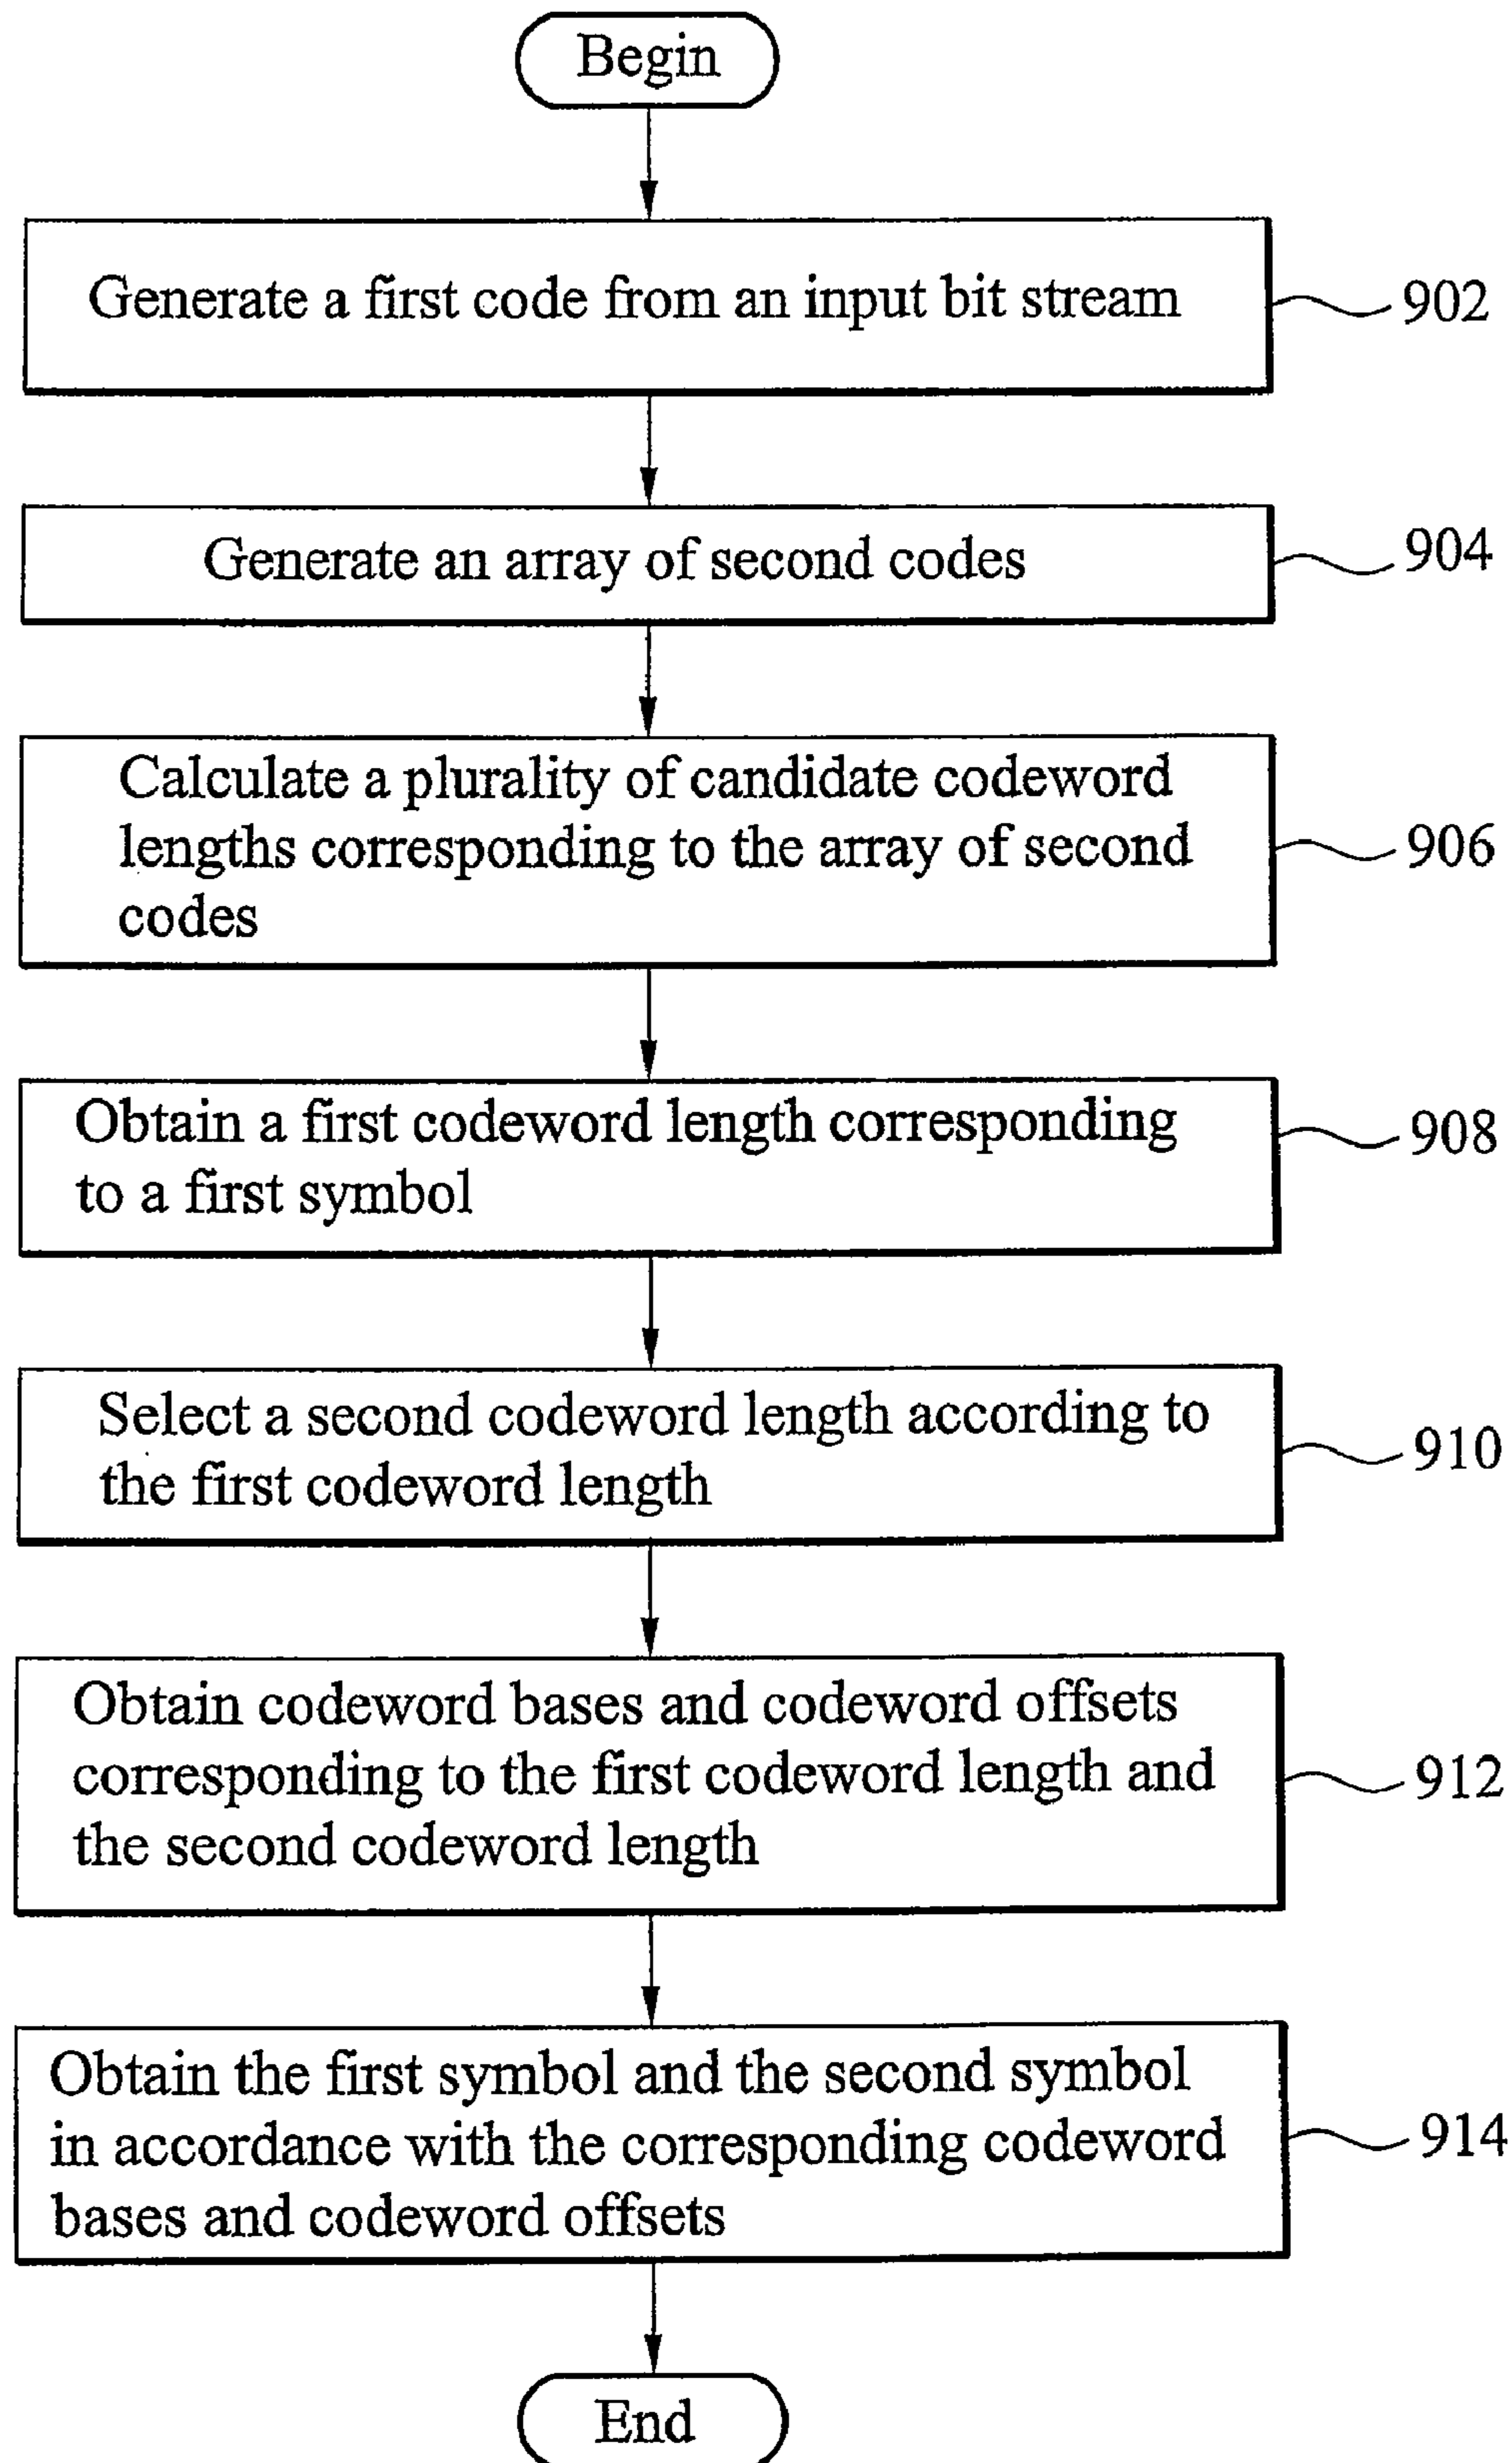 Begin
Generate a first code from an input bit stream
902
Generate an array of second codes
904
Calculate a plurality of candidate codeword
lengths corresponding to the array of second
codes
906
Obtain a first codeword length corresponding
to a first symbol
908
Select a second codeword length according to
the first codeword length
910
Obtain codeword bases and codeword offsets
corresponding to the first codeword length and
the second codeword length
912
Obtain the first symbol and the second symbol
in accordance with the corresponding codeword
bases and codeword offsets
914
End